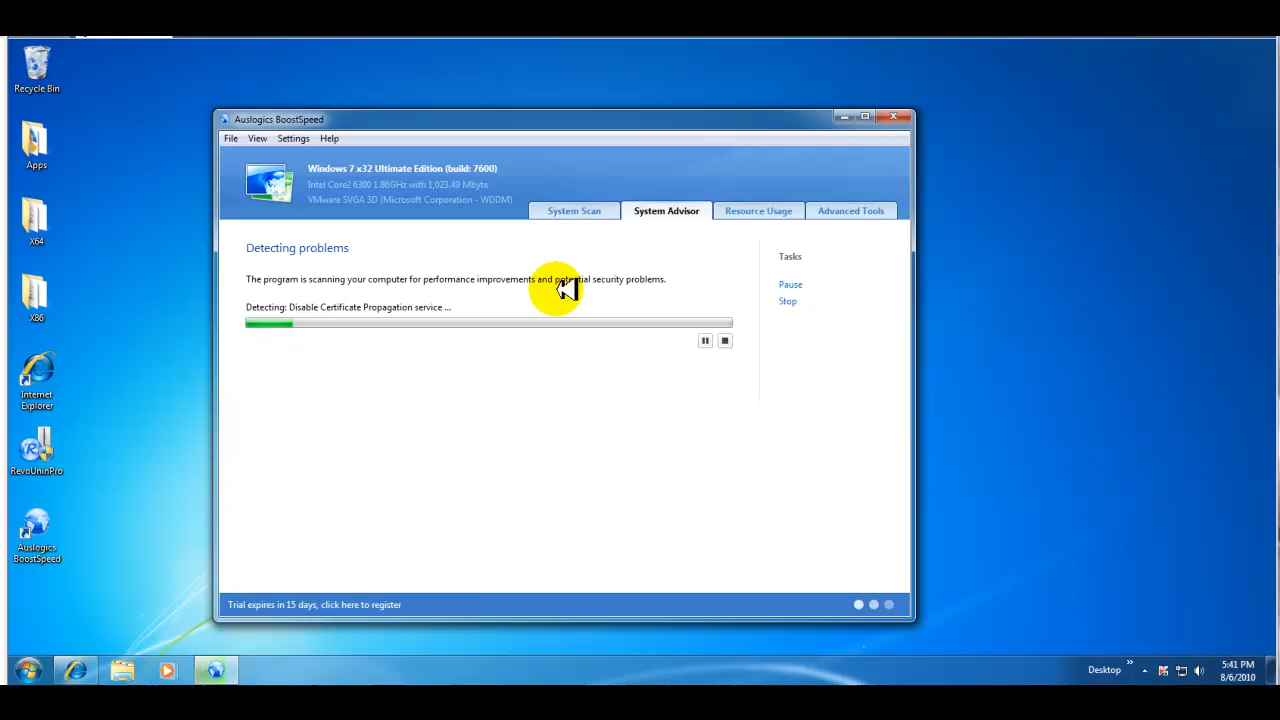 Recycle Bin
Apps
X64
X86
Internet
Explorer
RevoUninPro
Auslogics
BoostSpeed
Auslogics BoostSpeed
File View Settings Help
Windows 7 x32 Ultimate Edition (build: 7600)
Intel Core2 6300 1.86GHz with 1,023.49 Mbyte
VMware SVGA 3D (Microsoft Corporation - WDDM)
System Scan System Advisor Resource Usage Advanced Tools
Detecting problems
The program is scanning your computer for performance improvements and potential security problems.
Detecting: Disable Certificate Propagation service ...
Tasks
Pause
Stop
Trial expires in 15 days, click here to register
Desktop »
5:41 PM
8/6/2010